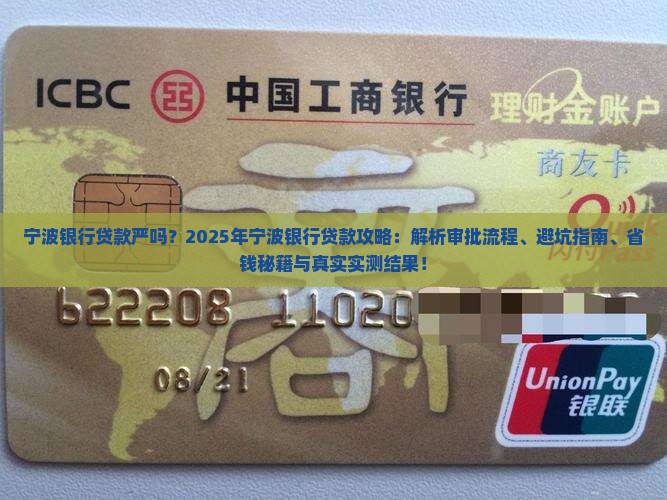 ICBC 中国工商银行 理财金账户
商友卡
商
宁波银行贷款严吗？2025年宁波银行贷款攻略：解析审批流程、避坑指南、省
钱秘籍与真实实测结果！
622208 11020
08/21
UnionPay
银联